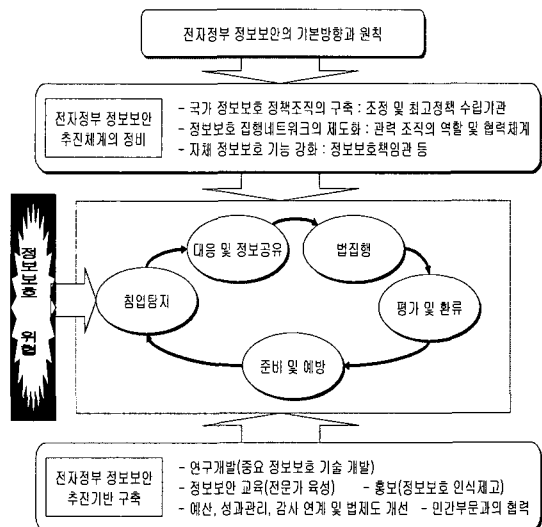 전자정부 정보보안의 기본방향과 원칙
전자정부 정보보안
추진체계의 정비
- 국가 정보보호 정책조직의 구축 : 조정 및 최고정책 수립기관
- 정보보호 집행네트워크의 제도화 : 관력 조직의 역할 및 협력체계
- 자체 정보보호 기능 강화 : 정보보호책임관 등
정보보호 위협
대응 및 정보공유
법집행
침입탐지
평가 및 환류
준비 및 예방
전자정부 정보보안
추진기반 구축
- 연구개발(중요 정보보호 기술 개발)
- 정보보안 교육(전문가 육성) - 홍보(정보보호 인식제고)
- 예산, 성과관리, 감사 연계 및 법제도 개선 - 민간부문과의 협력